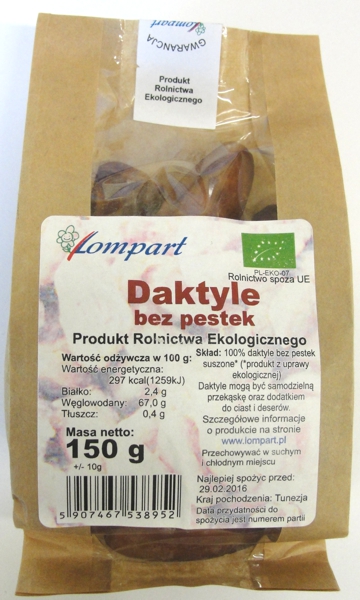 GWARANCJA
Produkt
Rolnictwa
Ekologicznego
Lompart
PL-EKO-07
Rolnictwo spoza UE
Daktyle
bez pestek
Produkt Rolnictwa Ekologicznego
Wartość odżywcza w 100 g:
Wartość energetyczna:
297 kcal(1259kJ)
Białko: 2,4 g
Węglowodany: 67,0 g
Tłuszcz: 0,4 g
Masa netto:
150 g
+/- 10g
5 907467 538952
Skład: 100% daktyle bez pestek
suszone* (*produkt z uprawy
ekologicznej)
Daktyle mogą być samodzielną
przekąską oraz dodatkiem
do ciast i deserów.
Szczegółowe informacje
o produkcie na stronie
www.lompart.pl
Przechowywać w suchym
i chłodnym miejscu
Najlepiej spożyć przed:
29.02.2016
Kraj pochodzenia: Tunezja
Data przydatności do
spożycia jest numerem partii